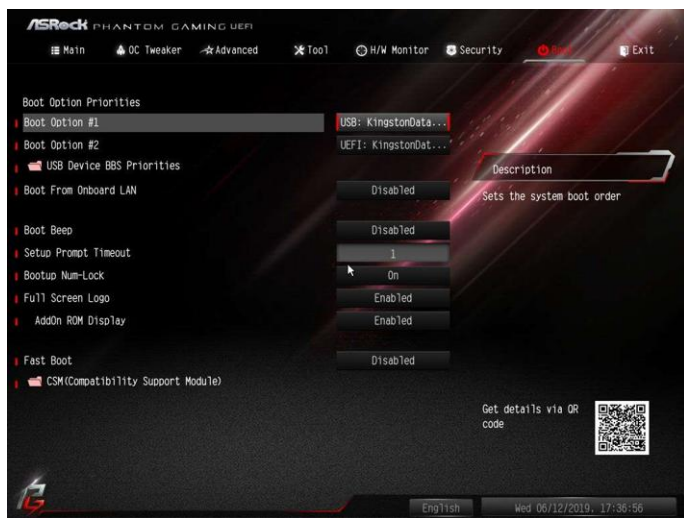 ASRock PHANTOM GAMING UEFI
Main OC Tweaker Advanced Tool H/W Monitor Security Boot Exit
Boot Option Priorities
Boot Option #1 USB: KingstonData...
Boot Option #2 UEFI: KingstonDat...
USB Device BBS Priorities
Boot From Onboard LAN Disabled
Boot Beep Disabled
Setup Prompt Timeout 1
Bootup Num-Lock On
Full Screen Logo Enabled
AddOn ROM Display Enabled
Fast Boot Disabled
CSM(Compatibility Support Module)
Description
Sets the system boot order
Get details via QR
code
English Wed 06/12/2019, 17:36:56